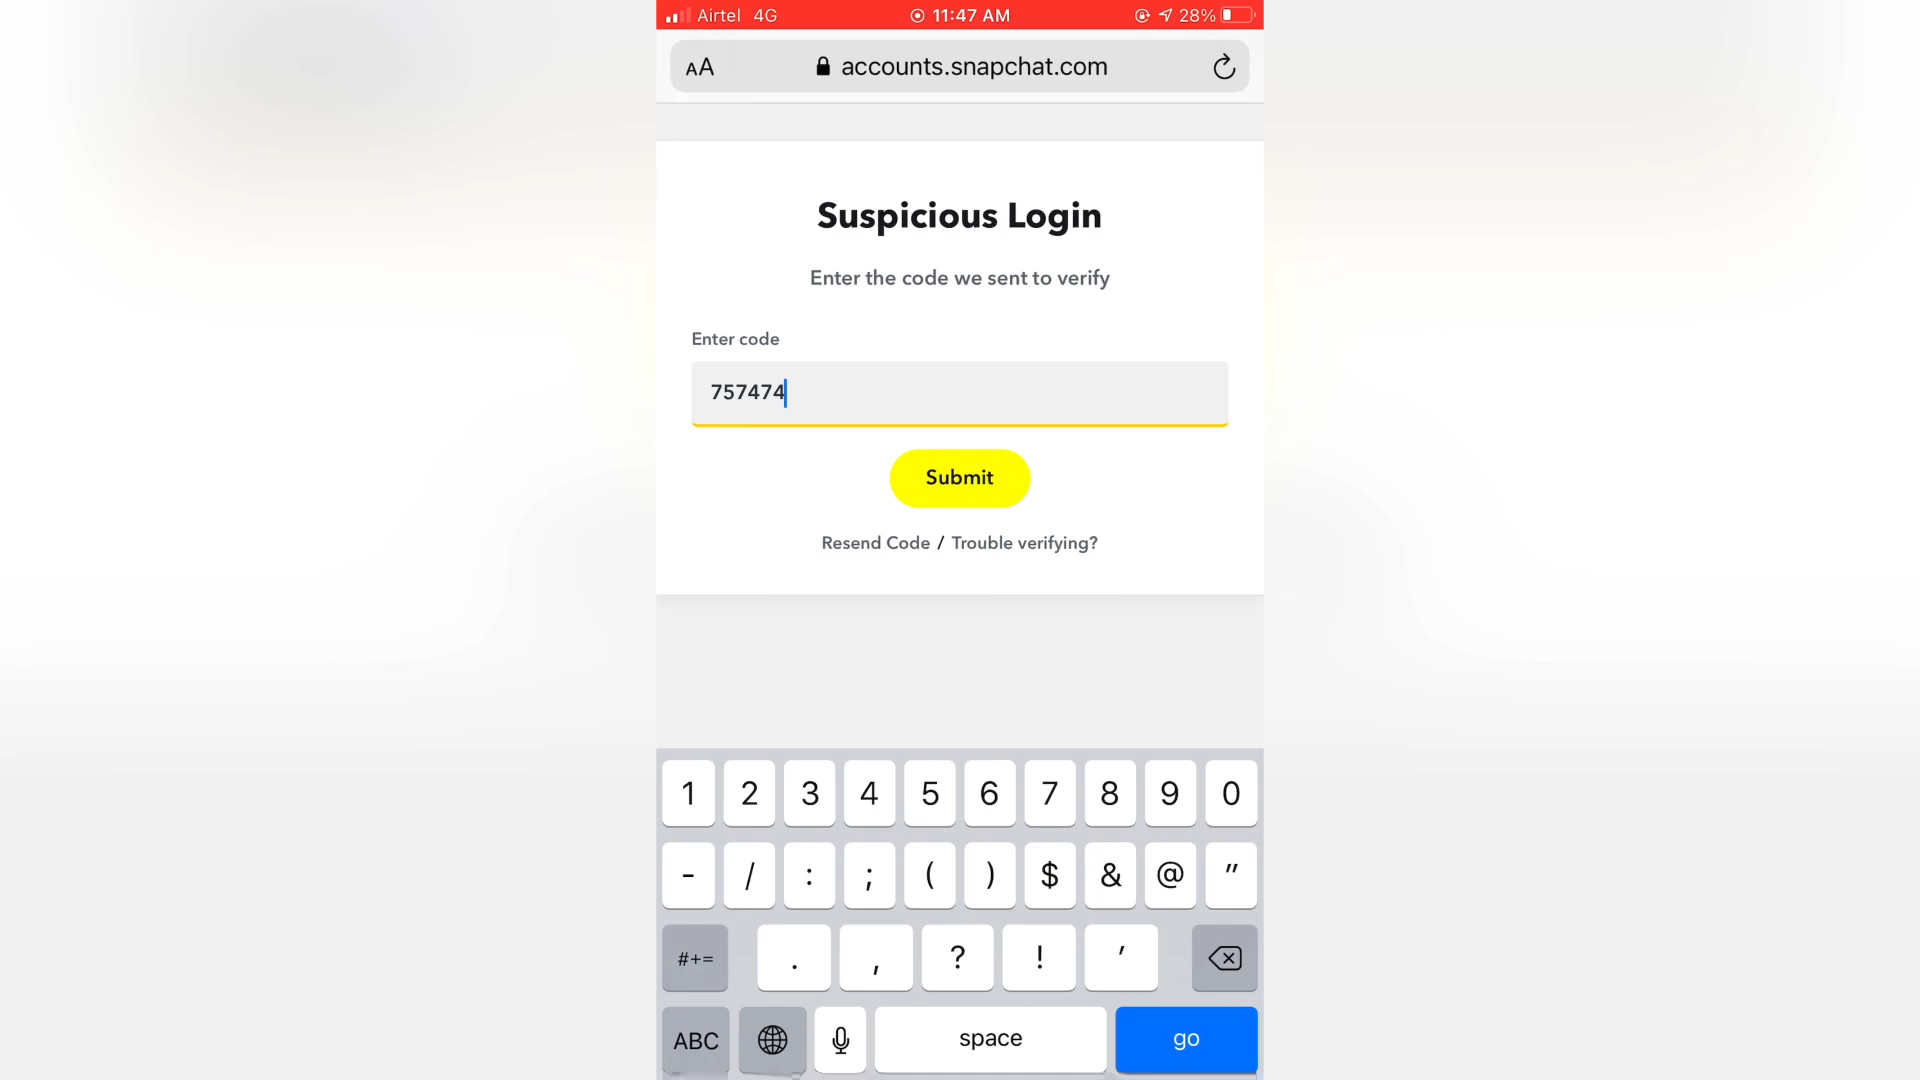 Airtel 4G 11:47 AM 28%
AA accounts.snapchat.com
Suspicious Login
Enter the code we sent to verify
Enter code
757474
Submit
Resend Code / Trouble verifying?
1 2 3 4 5 6 7 8 9 0
- / : ; ( ) $ & @ "
#+= . , ? ! '
ABC space go